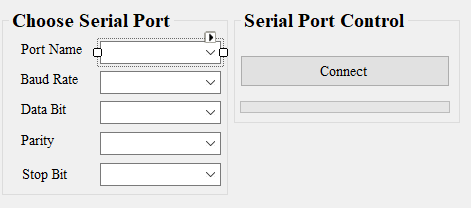 Choose Serial Port
Port Name
Baud Rate
Data Bit
Parity
Stop Bit
Serial Port Control
Connect